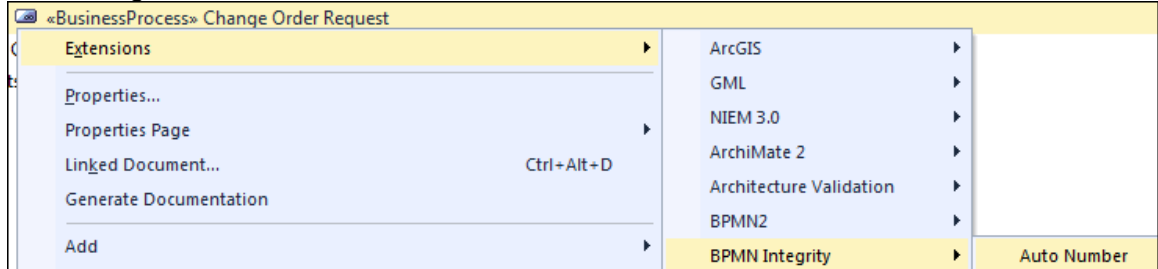 «BusinessProcess» Change Order Request
Extensions
Properties...
Properties Page
Linked Document... Ctrl+Alt+D
Generate Documentation
Add
ArcGIS
GML
NIEM 3.0
ArchiMate 2
Architecture Validation
BPMN2
BPMN Integrity
Auto Number